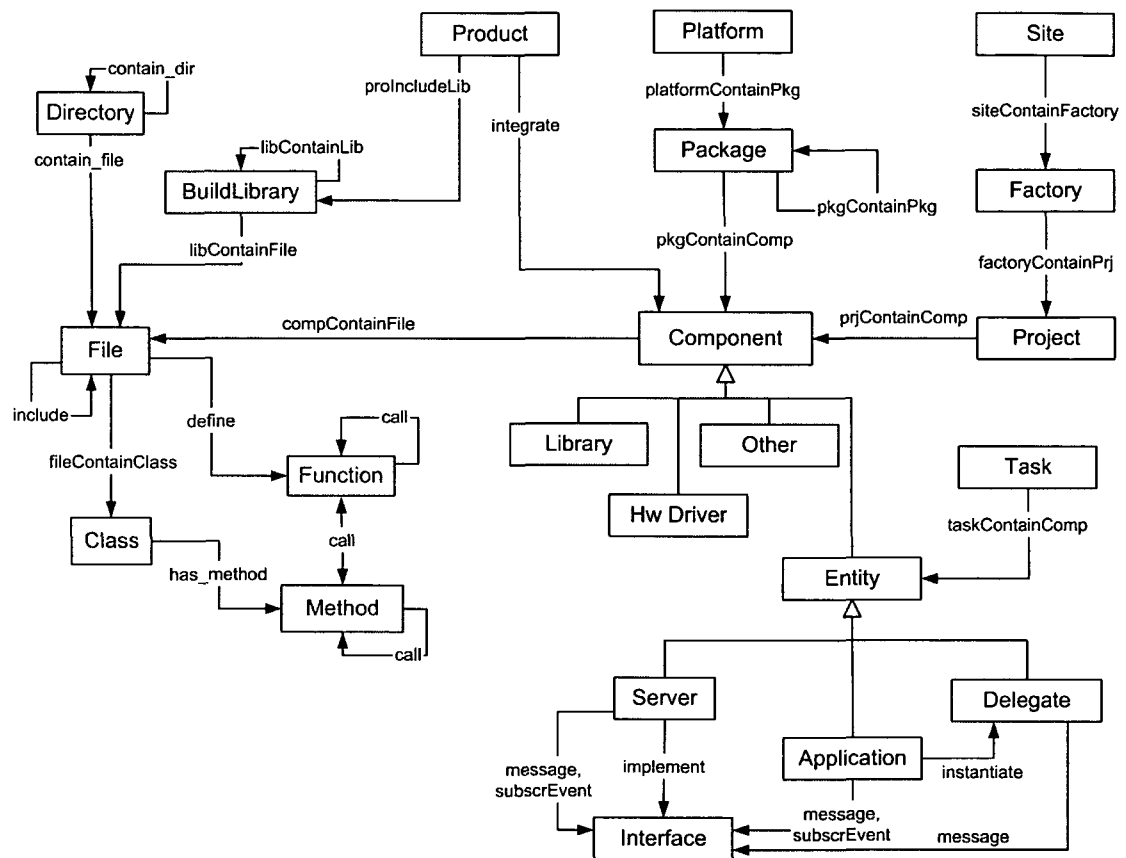 Product
Platform
Site
contain_dir
proIncludeLib
platformContainPkg
Directory
integrate
siteContainFactory
contain_file
libContainLib
Package
BuildLibrary
Factory
pkgContainPkg
libContainFile
pkgContainComp
factoryContainPrj
compContainFile
prjContainComp
File
Component
Project
include
define
call
Library
Other
fileContainClass
Function
Task
Hw Driver
taskContainComp
Class
call
has_method
Entity
Method
call
Server
Delegate
Application
message,
subscrEvent
implement
instantiate
message,
subscrEvent
Interface
message